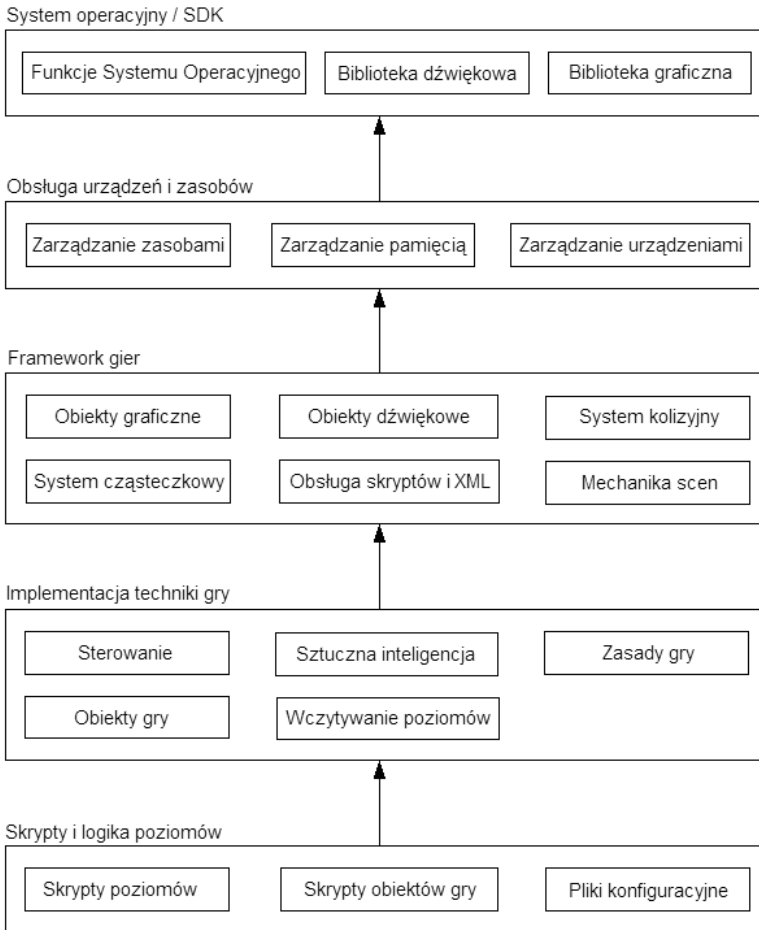 System operacyjny / SDK
Funkcje Systemu Operacyjnego
Biblioteka dźwiękowa
Biblioteka graficzna
Obsługa urządzeń i zasobów
Zarządzanie zasobami
Zarządzanie pamięcią
Zarządzanie urządzeniami
Framework gier
Obiekty graficzne
Obiekty dźwiękowe
System kolizyjny
System cząsteczkowy
Obsługa skryptów i XML
Mechanika scen
Implementacja techniki gry
Sterowanie
Sztuczna inteligencja
Zasady gry
Obiekty gry
Wczytywanie poziomów
Skrypty i logika poziomów
Skrypty poziomów
Skrypty obiektów gry
Pliki konfiguracyjne